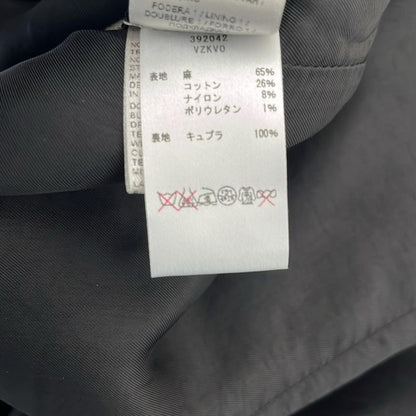 FODERA / LINING /
DOUBLURE / FORRO /
392042
VZKV0
表地 麻 65%
コットン 26%
ナイロン 8%
ポリウレタン 1%
裏地 キュプラ 100%